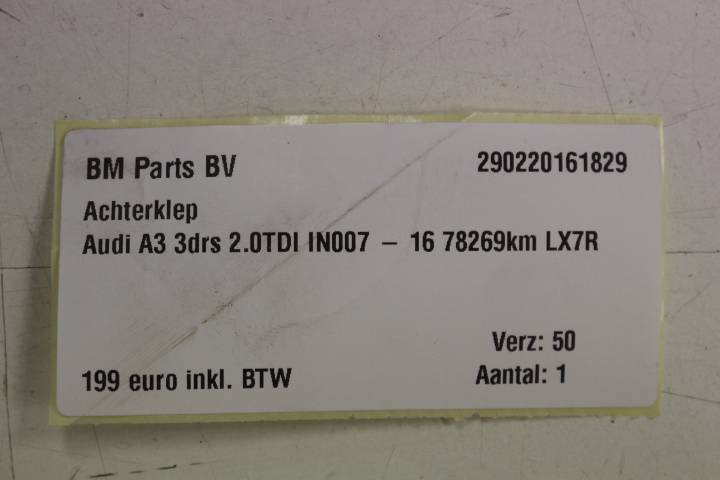 BM Parts BV 290220161829
Achterklep
Audi A3 3drs 2.0TDI IN007 – 16 78269km LX7R
Verz: 50
199 euro inkl. BTW Aantal: 1